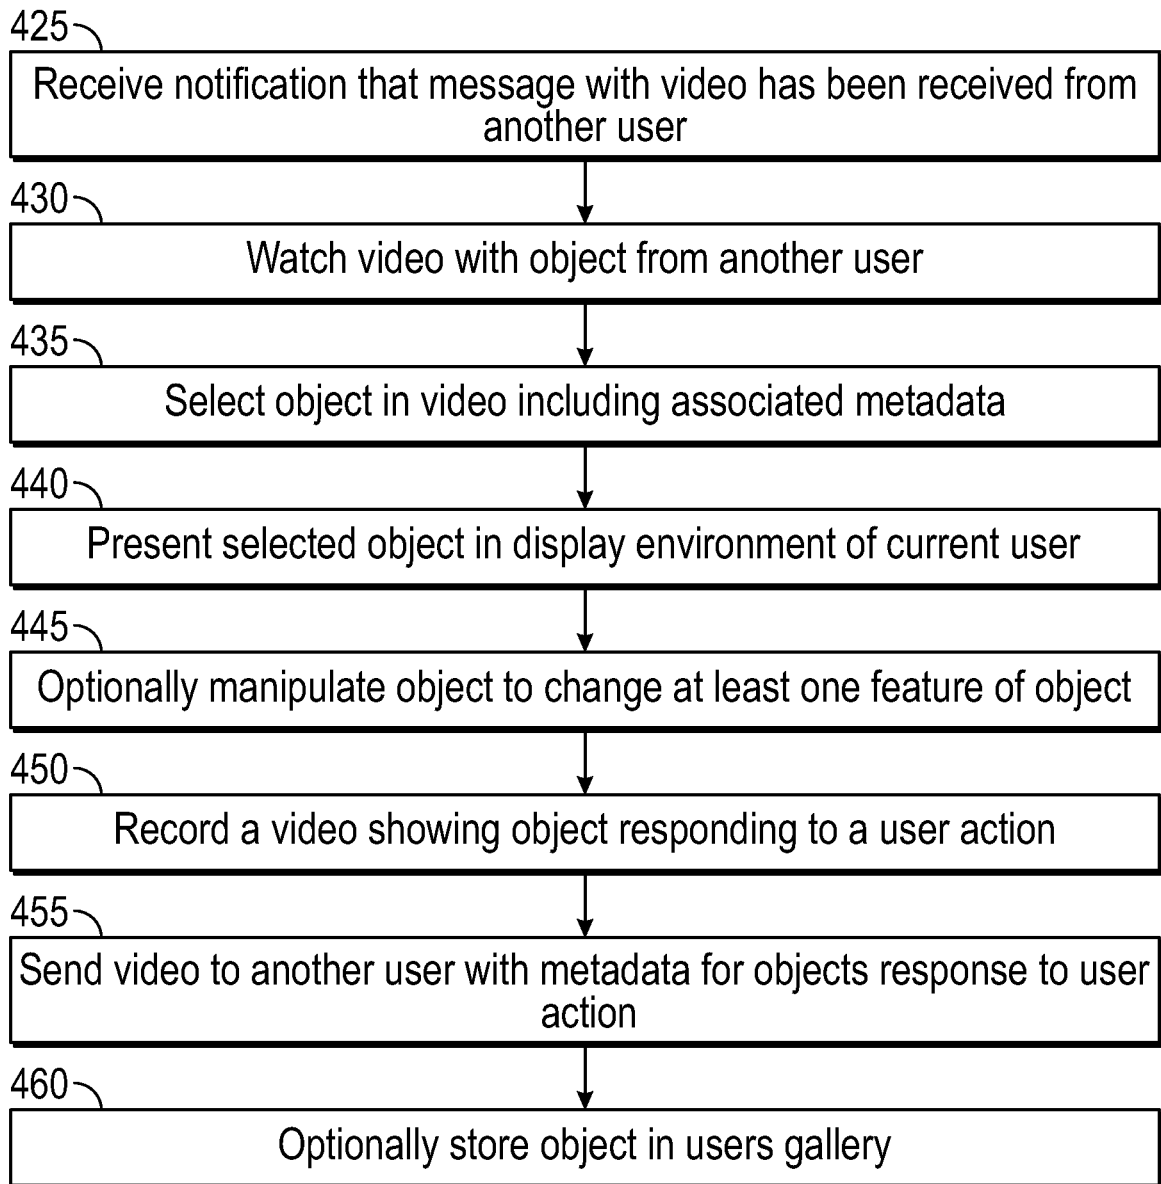 425
Receive notification that message with video has been received from
another user
430
Watch video with object from another user
435
Select object in video including associated metadata
440
Present selected object in display environment of current user
445
Optionally manipulate object to change at least one feature of object
450
Record a video showing object responding to a user action
455
Send video to another user with metadata for objects response to user
action
460
Optionally store object in users gallery